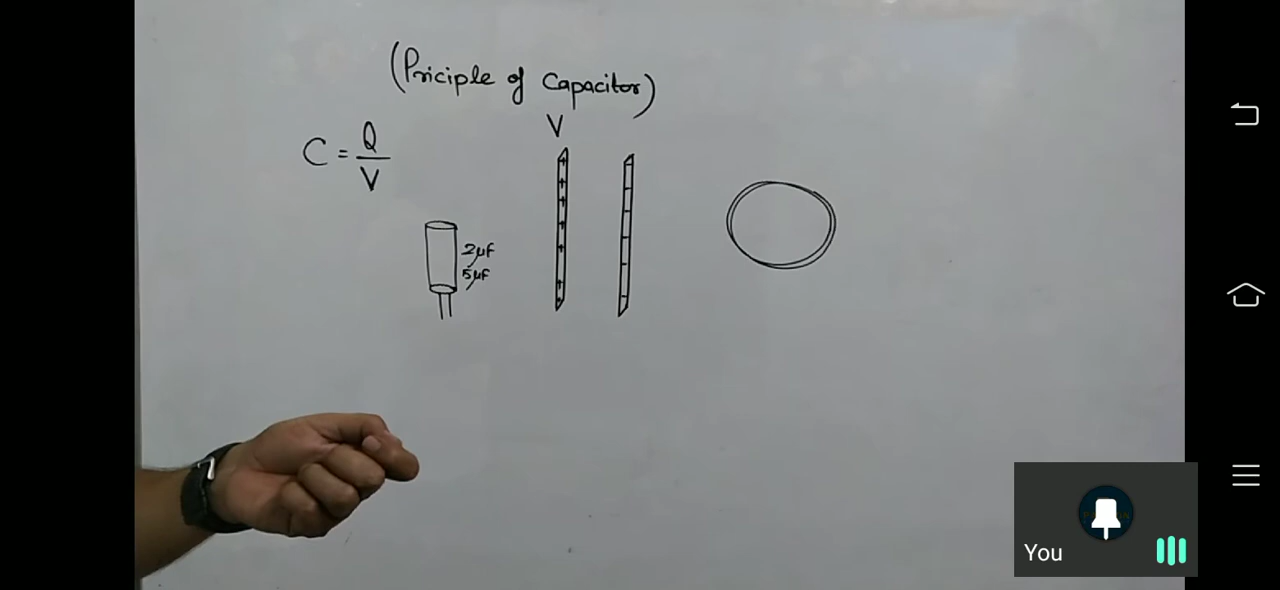 (Priciple of Capacitor)
V
C = Q/V
2μF
5μF
You